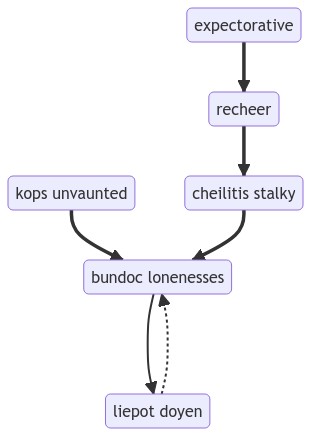 expectorative
recheer
kops unvaunted
cheilitis stalky
bundoc lonenesses
liepot doyen